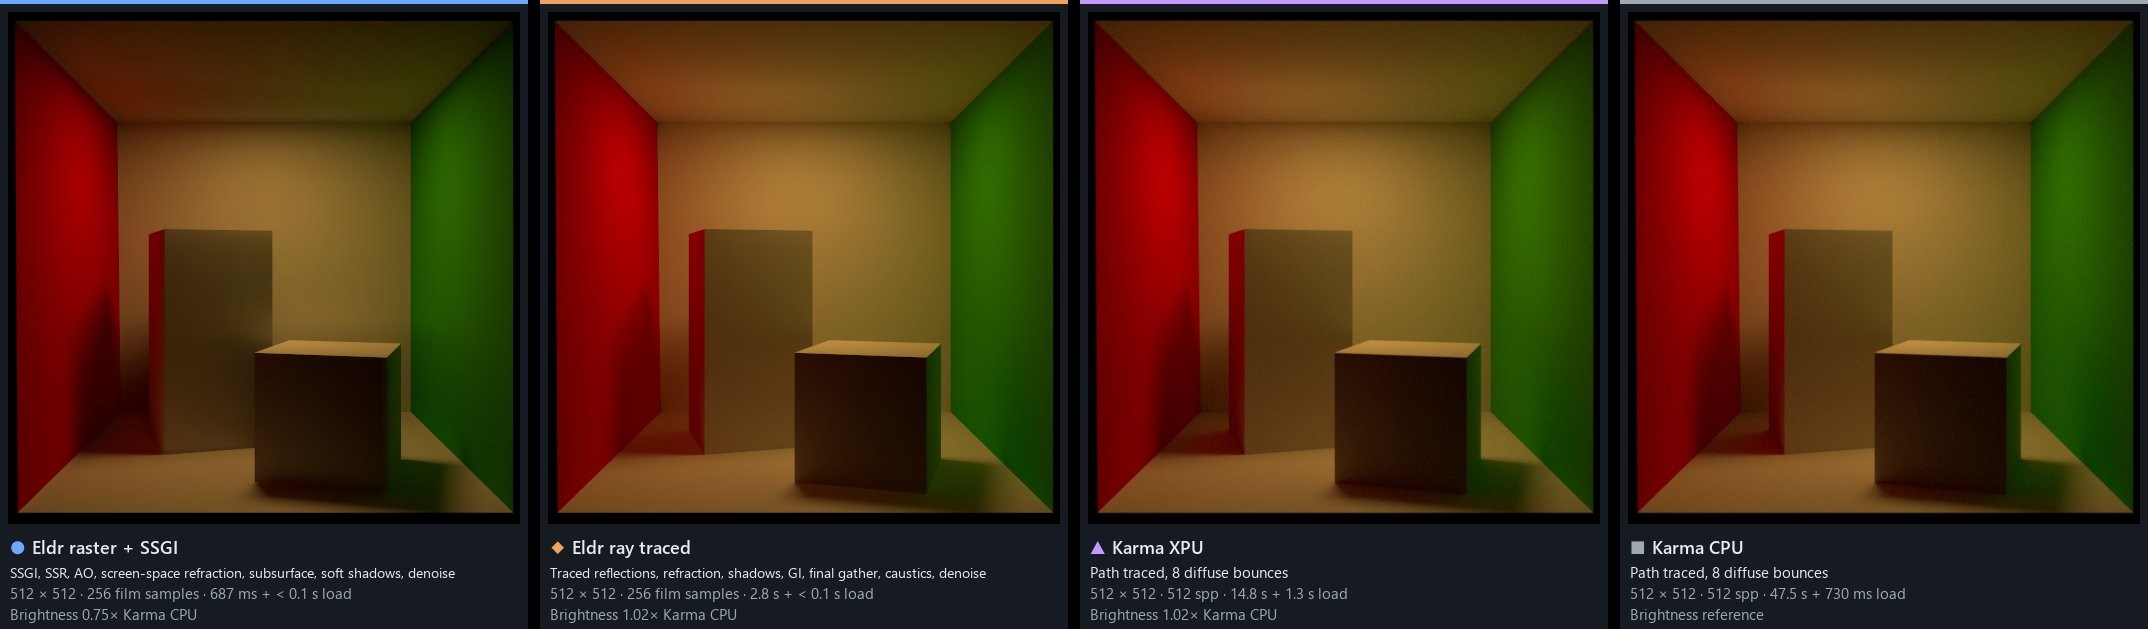 Eldr raster + SSGI
SSGI, SSR, AO, screen-space refraction, subsurface, soft shadows, denoise
512 × 512 · 256 film samples · 687 ms + < 0.1 s load
Brightness 0.75× Karma CPU
Eldr ray traced
Traced reflections, refraction, shadows, GI, final gather, caustics, denoise
512 × 512 · 256 film samples · 2.8 s + < 0.1 s load
Brightness 1.02× Karma CPU
Karma XPU
Path traced, 8 diffuse bounces
512 × 512 · 512 spp · 14.8 s + 1.3 s load
Brightness 1.02× Karma CPU
Karma CPU
Path traced, 8 diffuse bounces
512 × 512 · 512 spp · 47.5 s + 730 ms load
Brightness reference